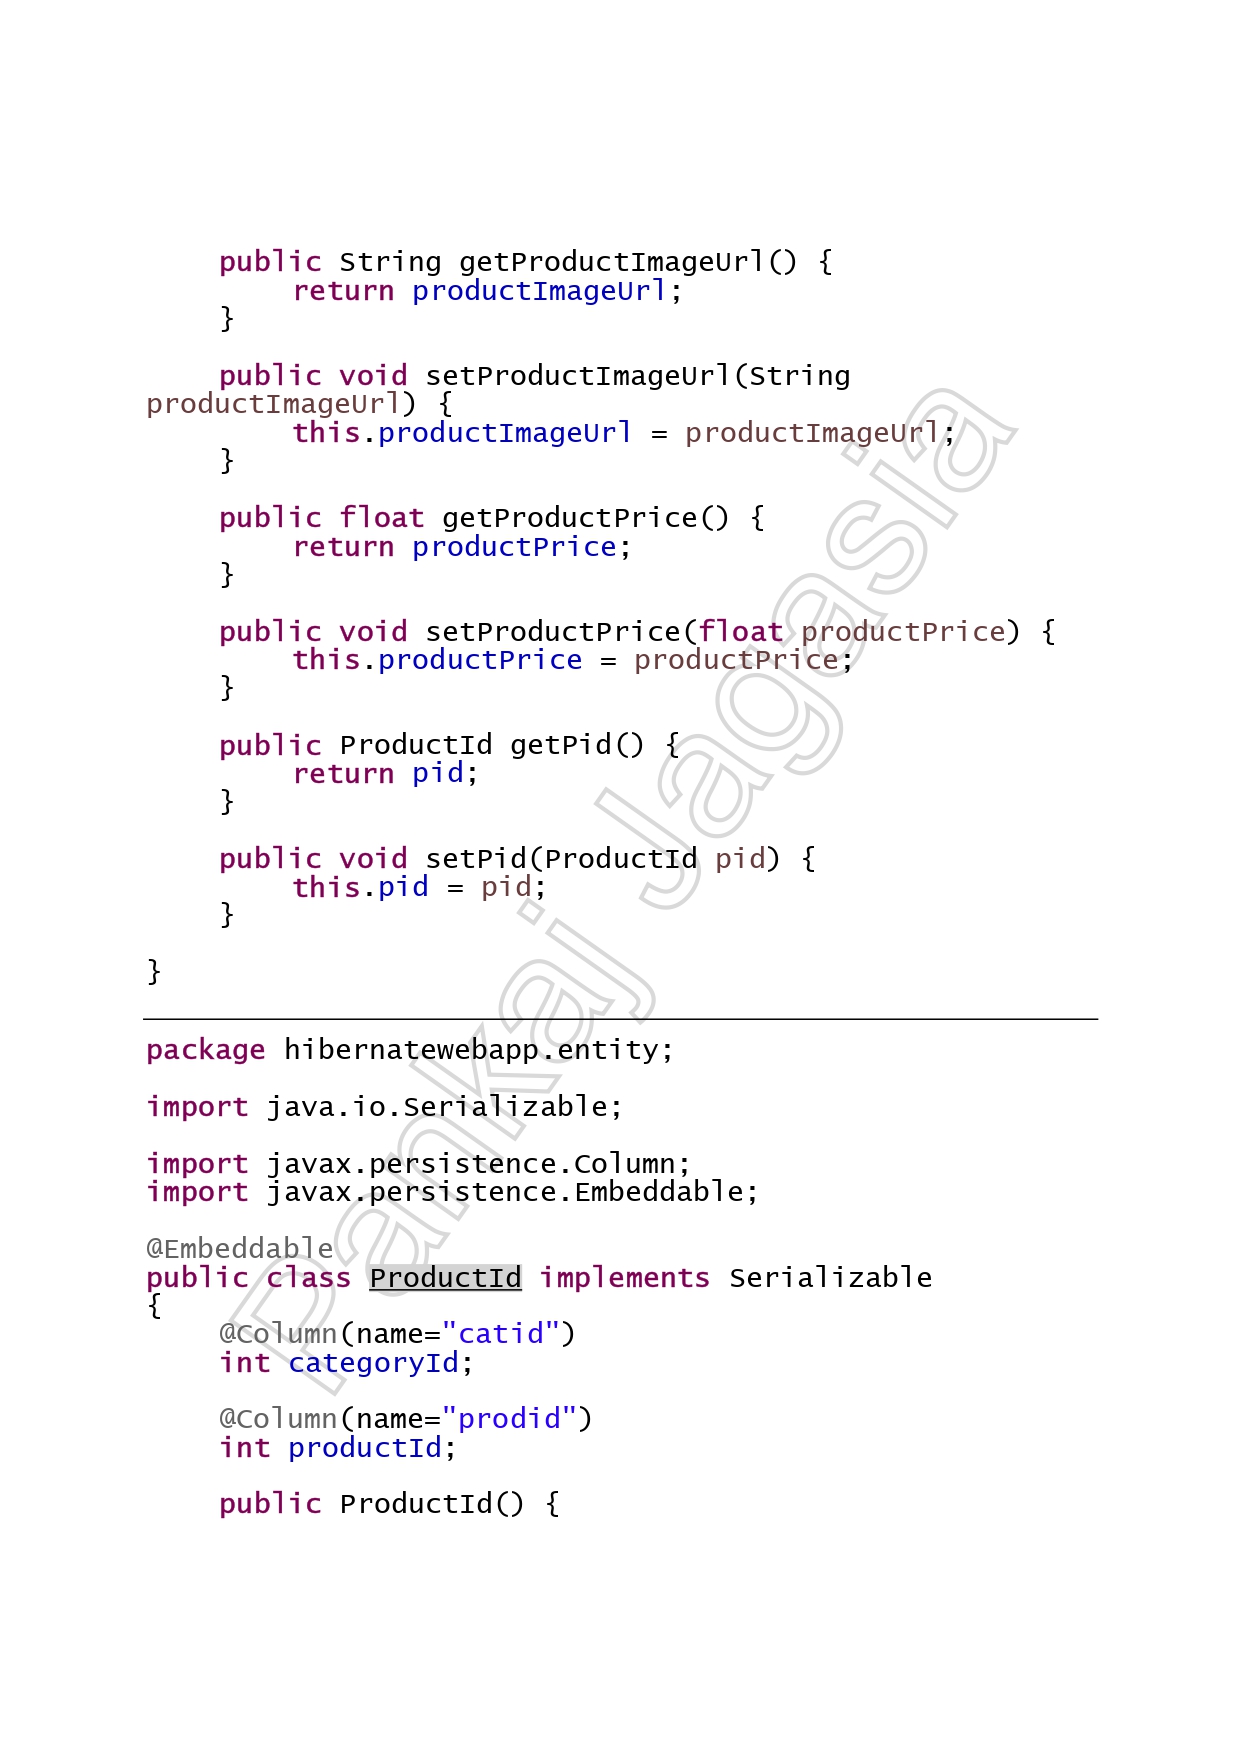 public String getProductImageUrl() {
return productImageUrl;
}
public void setProductImageUrl(String
productImageUrl) {
this.productImageUrl = productImageUrl;
}
public float getProductPrice() {
return productPrice;
}
public void setProductPrice(float productPrice) {
this.productPrice = productPrice;
}
public ProductId getPid() {
return pid;
}
public void setPid(ProductId pid) {
this.pid = pid;
}
}
package hibernatewebapp.entity;
import java.io.Serializable;
import javax.persistence.Column;
import javax.persistence.Embeddable;
@Embeddable
public class ProductId implements Serializable
{
@Column(name="catid")
int categoryId;
@Column(name="prodid")
int productId;
public ProductId() {
Pankaj Jagasia